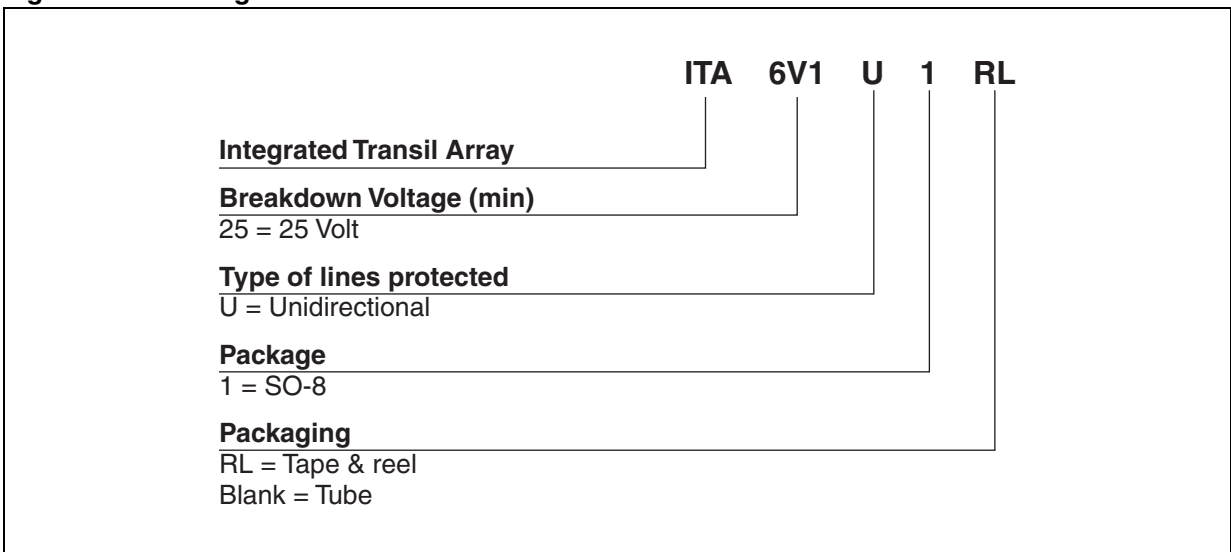 ITA 6V1 U 1 RL
Integrated Transil Array
Breakdown Voltage (min)
25 = 25 Volt
Type of lines protected
U = Unidirectional
Package
1 = SO-8
Packaging
RL = Tape & reel
Blank = Tube